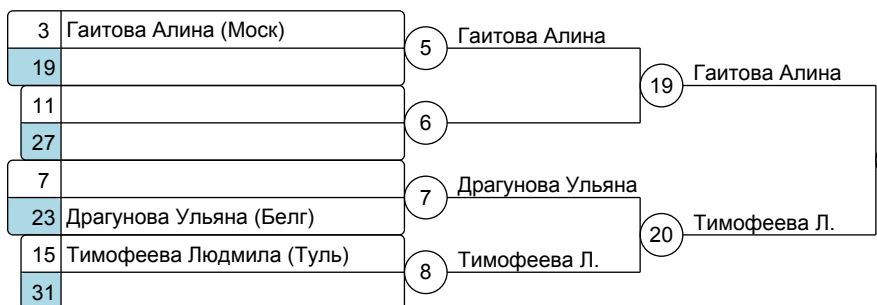 3 Гаитова Алина (Моск)
5 Гаитова Алина
19
19 Гаитова Алина
11
6
27
7
7 Драгунова Ульяна
23 Драгунова Ульяна (Белг)
20 Тимофеева Л.
15 Тимофеева Людмила (Туль)
8 Тимофеева Л.
31